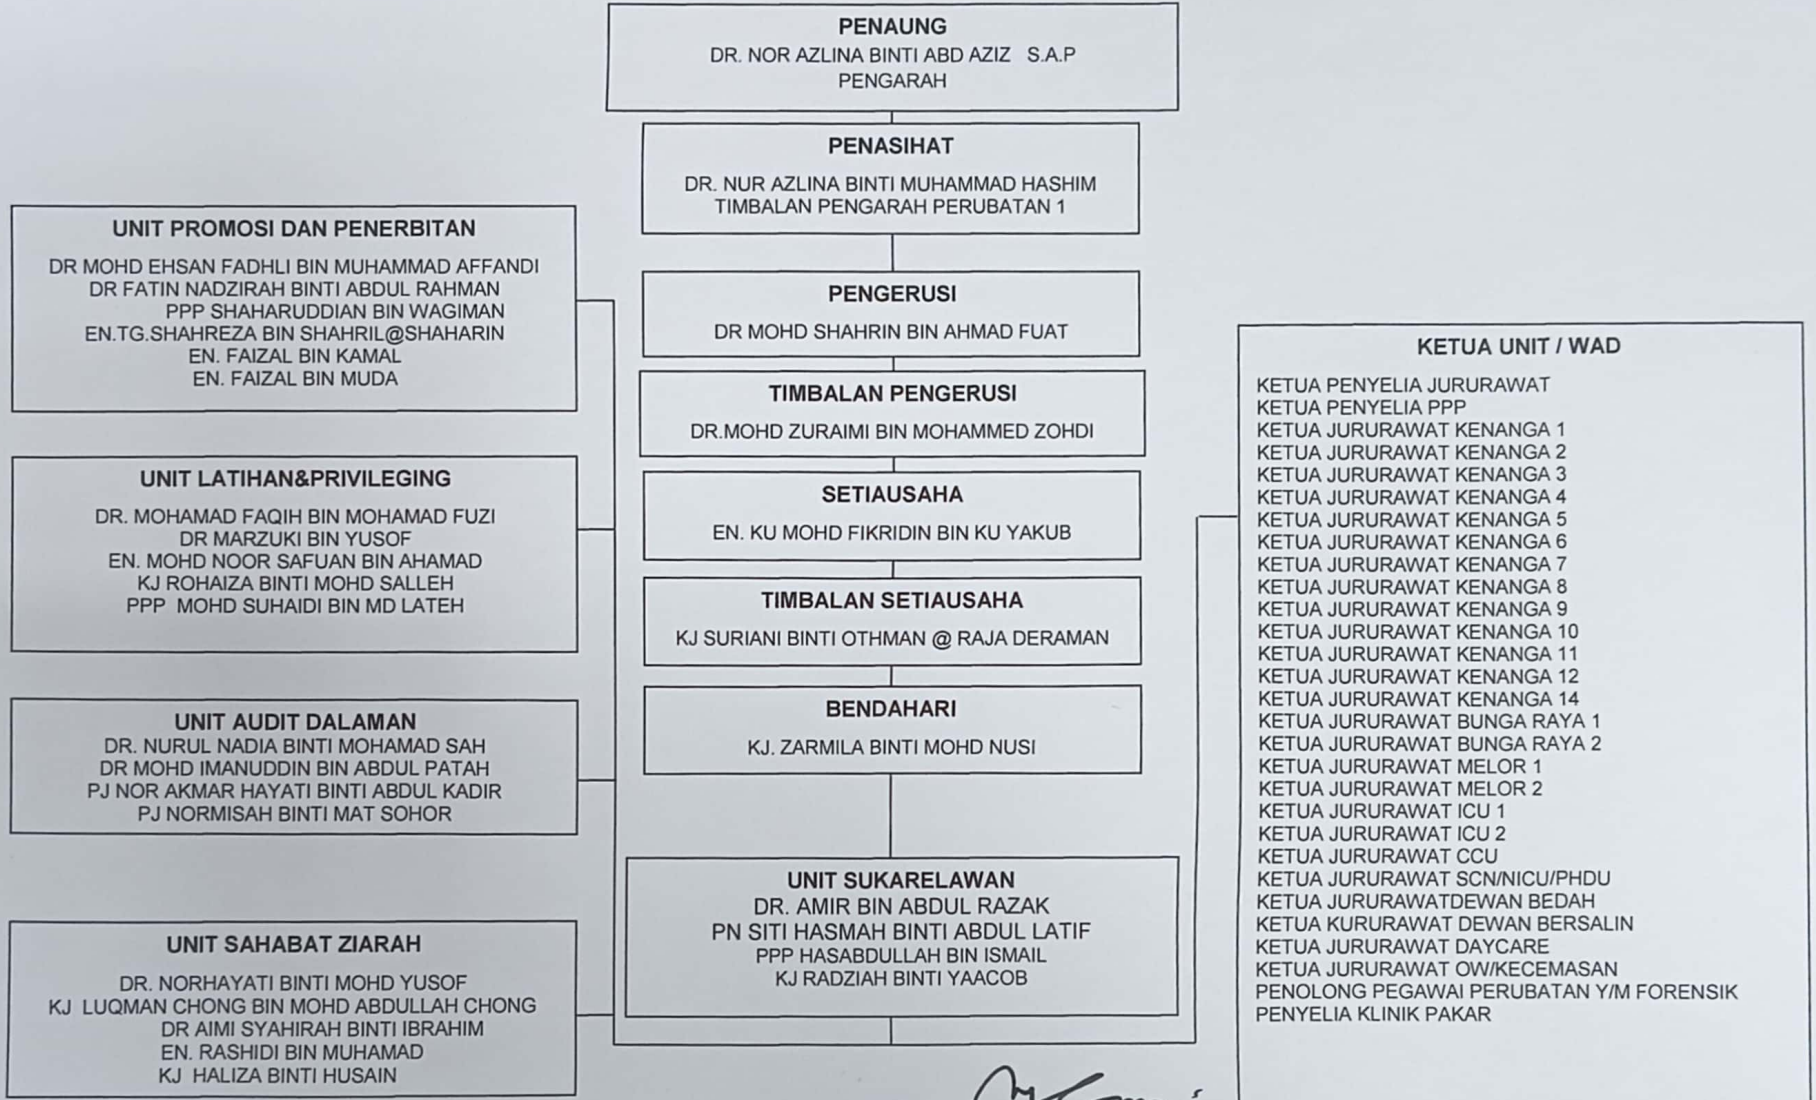 PENAUNG
DR. NOR AZLINA BINTI ABD AZIZ S.A.P
PENGARAH
PENASIHAT
DR. NUR AZLINA BINTI MUHAMMAD HASHIM
TIMBALAN PENGARAH PERUBATAN 1
PENGERUSI
DR MOHD SHAHRIN BIN AHMAD FUAT
TIMBALAN PENGERUSI
DR.MOHD ZURAIMI BIN MOHAMMED ZOHDI
SETIAUSAHA
EN. KU MOHD FIKRIDIN BIN KU YAKUB
TIMBALAN SETIAUSAHA
KJ SURIANI BINTI OTHMAN @ RAJA DERAMAN
BENDAHARI
KJ. ZARMILA BINTI MOHD NUSI
UNIT SUKARELAWAN
DR. AMIR BIN ABDUL RAZAK
PN SITI HASMAH BINTI ABDUL LATIF
PPP HASABDULLAH BIN ISMAIL
KJ RADZIAH BINTI YAACOB
UNIT PROMOSI DAN PENERBITAN
DR MOHD EHSAN FADHLI BIN MUHAMMAD AFFANDI
DR FATIN NADZIRAH BINTI ABDUL RAHMAN
PPP SHAHARUDDIAN BIN WAGIMAN
EN.TG.SHAHREZA BIN SHAHRIL@SHAHARIN
EN. FAIZAL BIN KAMAL
EN. FAIZAL BIN MUDA
UNIT LATIHAN&PRIVILEGING
DR. MOHAMAD FAQIH BIN MOHAMAD FUZI
DR MARZUKI BIN YUSOF
EN. MOHD NOOR SAFUAN BIN AHAMAD
KJ ROHAIZA BINTI MOHD SALLEH
PPP MOHD SUHAIDI BIN MD LATEH
UNIT AUDIT DALAMAN
DR. NURUL NADIA BINTI MOHAMAD SAH
DR MOHD IMANUDDIN BIN ABDUL PATAH
PJ NOR AKMAR HAYATI BINTI ABDUL KADIR
PJ NORMISAH BINTI MAT SOHOR
UNIT SAHABAT ZIARAH
DR. NORHAYATI BINTI MOHD YUSOF
KJ LUQMAN CHONG BIN MOHD ABDULLAH CHONG
DR AIMI SYAHIRAH BINTI IBRAHIM
EN. RASHIDI BIN MUHAMAD
KJ HALIZA BINTI HUSAIN
KETUA UNIT / WAD
KETUA PENYELIA JURURAWAT
KETUA PENYELIA PPP
KETUA JURURAWAT KENANGA 1
KETUA JURURAWAT KENANGA 2
KETUA JURURAWAT KENANGA 3
KETUA JURURAWAT KENANGA 4
KETUA JURURAWAT KENANGA 5
KETUA JURURAWAT KENANGA 6
KETUA JURURAWAT KENANGA 7
KETUA JURURAWAT KENANGA 8
KETUA JURURAWAT KENANGA 9
KETUA JURURAWAT KENANGA 10
KETUA JURURAWAT KENANGA 11
KETUA JURURAWAT KENANGA 12
KETUA JURURAWAT KENANGA 14
KETUA JURURAWAT BUNGA RAYA 1
KETUA JURURAWAT BUNGA RAYA 2
KETUA JURURAWAT MELOR 1
KETUA JURURAWAT MELOR 2
KETUA JURURAWAT ICU 1
KETUA JURURAWAT ICU 2
KETUA JURURAWAT CCU
KETUA JURURAWAT SCN/NICU/PHDU
KETUA JURURAWATDEWAN BEDAH
KETUA KURURAWAT DEWAN BERSALIN
KETUA JURURAWAT DAYCARE
KETUA JURURAWAT OW/KECEMASAN
PENOLONG PEGAWAI PERUBATAN Y/M FORENSIK
PENYELIA KLINIK PAKAR